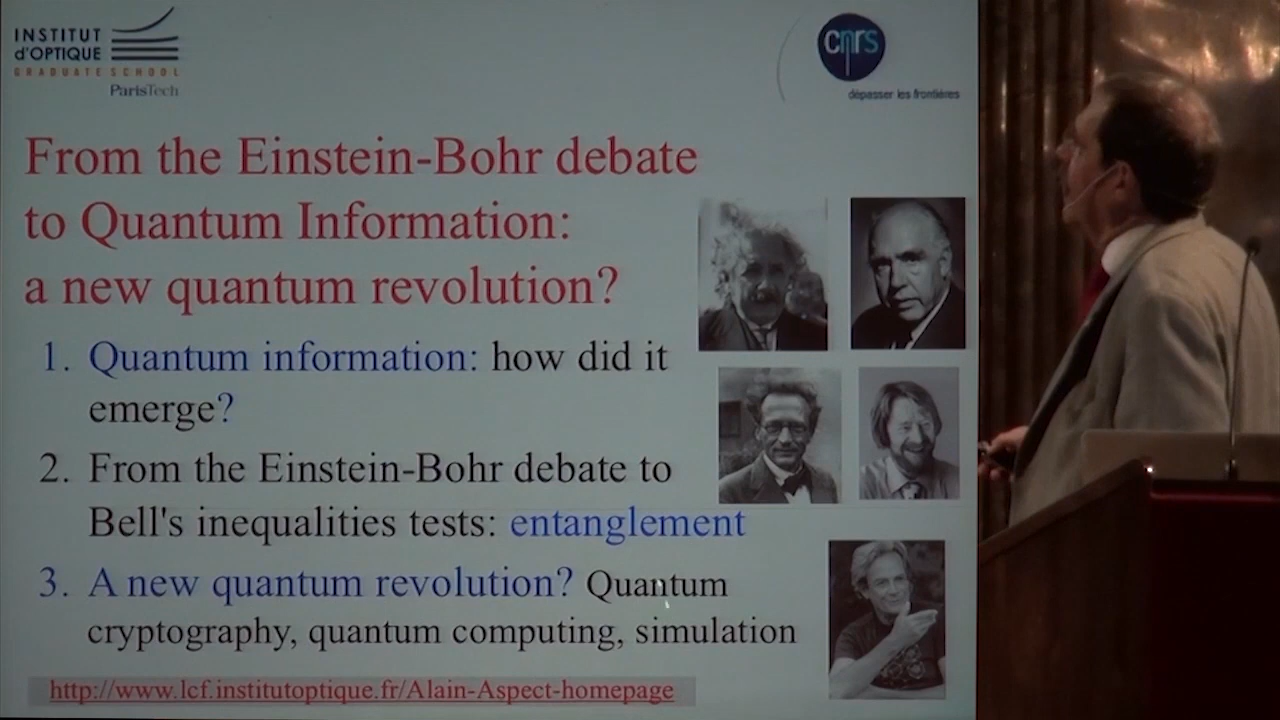 INSTITUT
d'OPTIQUE
GRADUATE SCHOOL
ParisTech
cnrs
dépasser les frontières
From the Einstein-Bohr debate
to Quantum Information:
a new quantum revolution?
1. Quantum information: how did it
emerge?
2. From the Einstein-Bohr debate to
Bell's inequalities tests: entanglement
3. A new quantum revolution? Quantum
cryptography, quantum computing, simulation
http://www.lcf.institutoptique.fr/Alain-Aspect-homepage